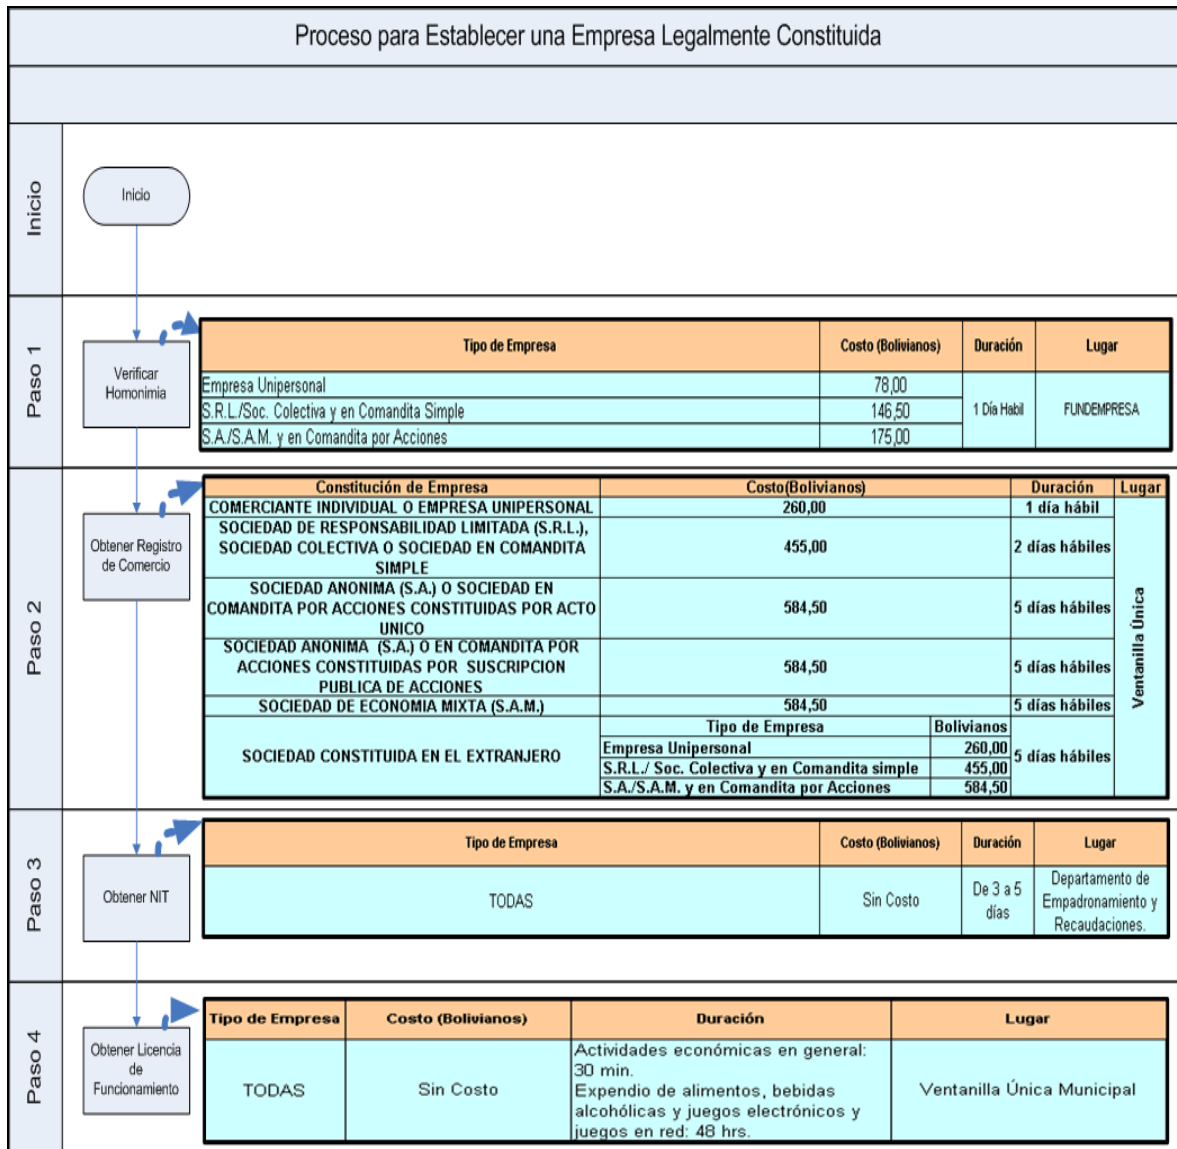 Proceso para Establecer una Empresa Legalmente Constituida
Inicio
Inicio
Paso 1
Verificar
Homonimia
Tipo de Empresa
Costo (Bolivianos)
Duración
Lugar
Empresa Unipersonal
78,00
S.R.L./Soc. Colectiva y en Comandita Simple
146,50
S.A./S.A.M. y en Comandita por Acciones
175,00
1 Día Habil
FUNDEMPRESA
Paso 2
Obtener Registro
de Comercio
Constitución de Empresa
Costo(Bolivianos)
Duración
Lugar
COMERCIANTE INDIVIDUAL O EMPRESA UNIPERSONAL
260,00
1 día hábil
SOCIEDAD DE RESPONSABILIDAD LIMITADA (S.R.L.),
SOCIEDAD COLECTIVA O SOCIEDAD EN COMANDITA
SIMPLE
455,00
2 días hábiles
SOCIEDAD ANONIMA (S.A.) O SOCIEDAD EN
COMANDITA POR ACCIONES CONSTITUIDAS POR ACTO
UNICO
584,50
5 días hábiles
SOCIEDAD ANONIMA (S.A.) O EN COMANDITA POR
ACCIONES CONSTITUIDAS POR SUSCRIPCION
PUBLICA DE ACCIONES
584,50
5 días hábiles
SOCIEDAD DE ECONOMIA MIXTA (S.A.M.)
584,50
5 días hábiles
SOCIEDAD CONSTITUIDA EN EL EXTRANJERO
Tipo de Empresa
Bolivianos
Empresa Unipersonal
260,00
S.R.L./ Soc. Colectiva y en Comandita simple
455,00
S.A./S.A.M. y en Comandita por Acciones
584,50
5 días hábiles
Ventanilla Única
Paso 3
Obtener NIT
Tipo de Empresa
Costo (Bolivianos)
Duración
Lugar
TODAS
Sin Costo
De 3 a 5
días
Departamento de
Empadronamiento y
Recaudaciones.
Paso 4
Obtener Licencia
de
Funcionamiento
Tipo de Empresa
Costo (Bolivianos)
Duración
Lugar
TODAS
Sin Costo
Actividades económicas en general:
30 min.
Expendio de alimentos, bebidas
alcohólicas y juegos electrónicos y
juegos en red: 48 hrs.
Ventanilla Única Municipal